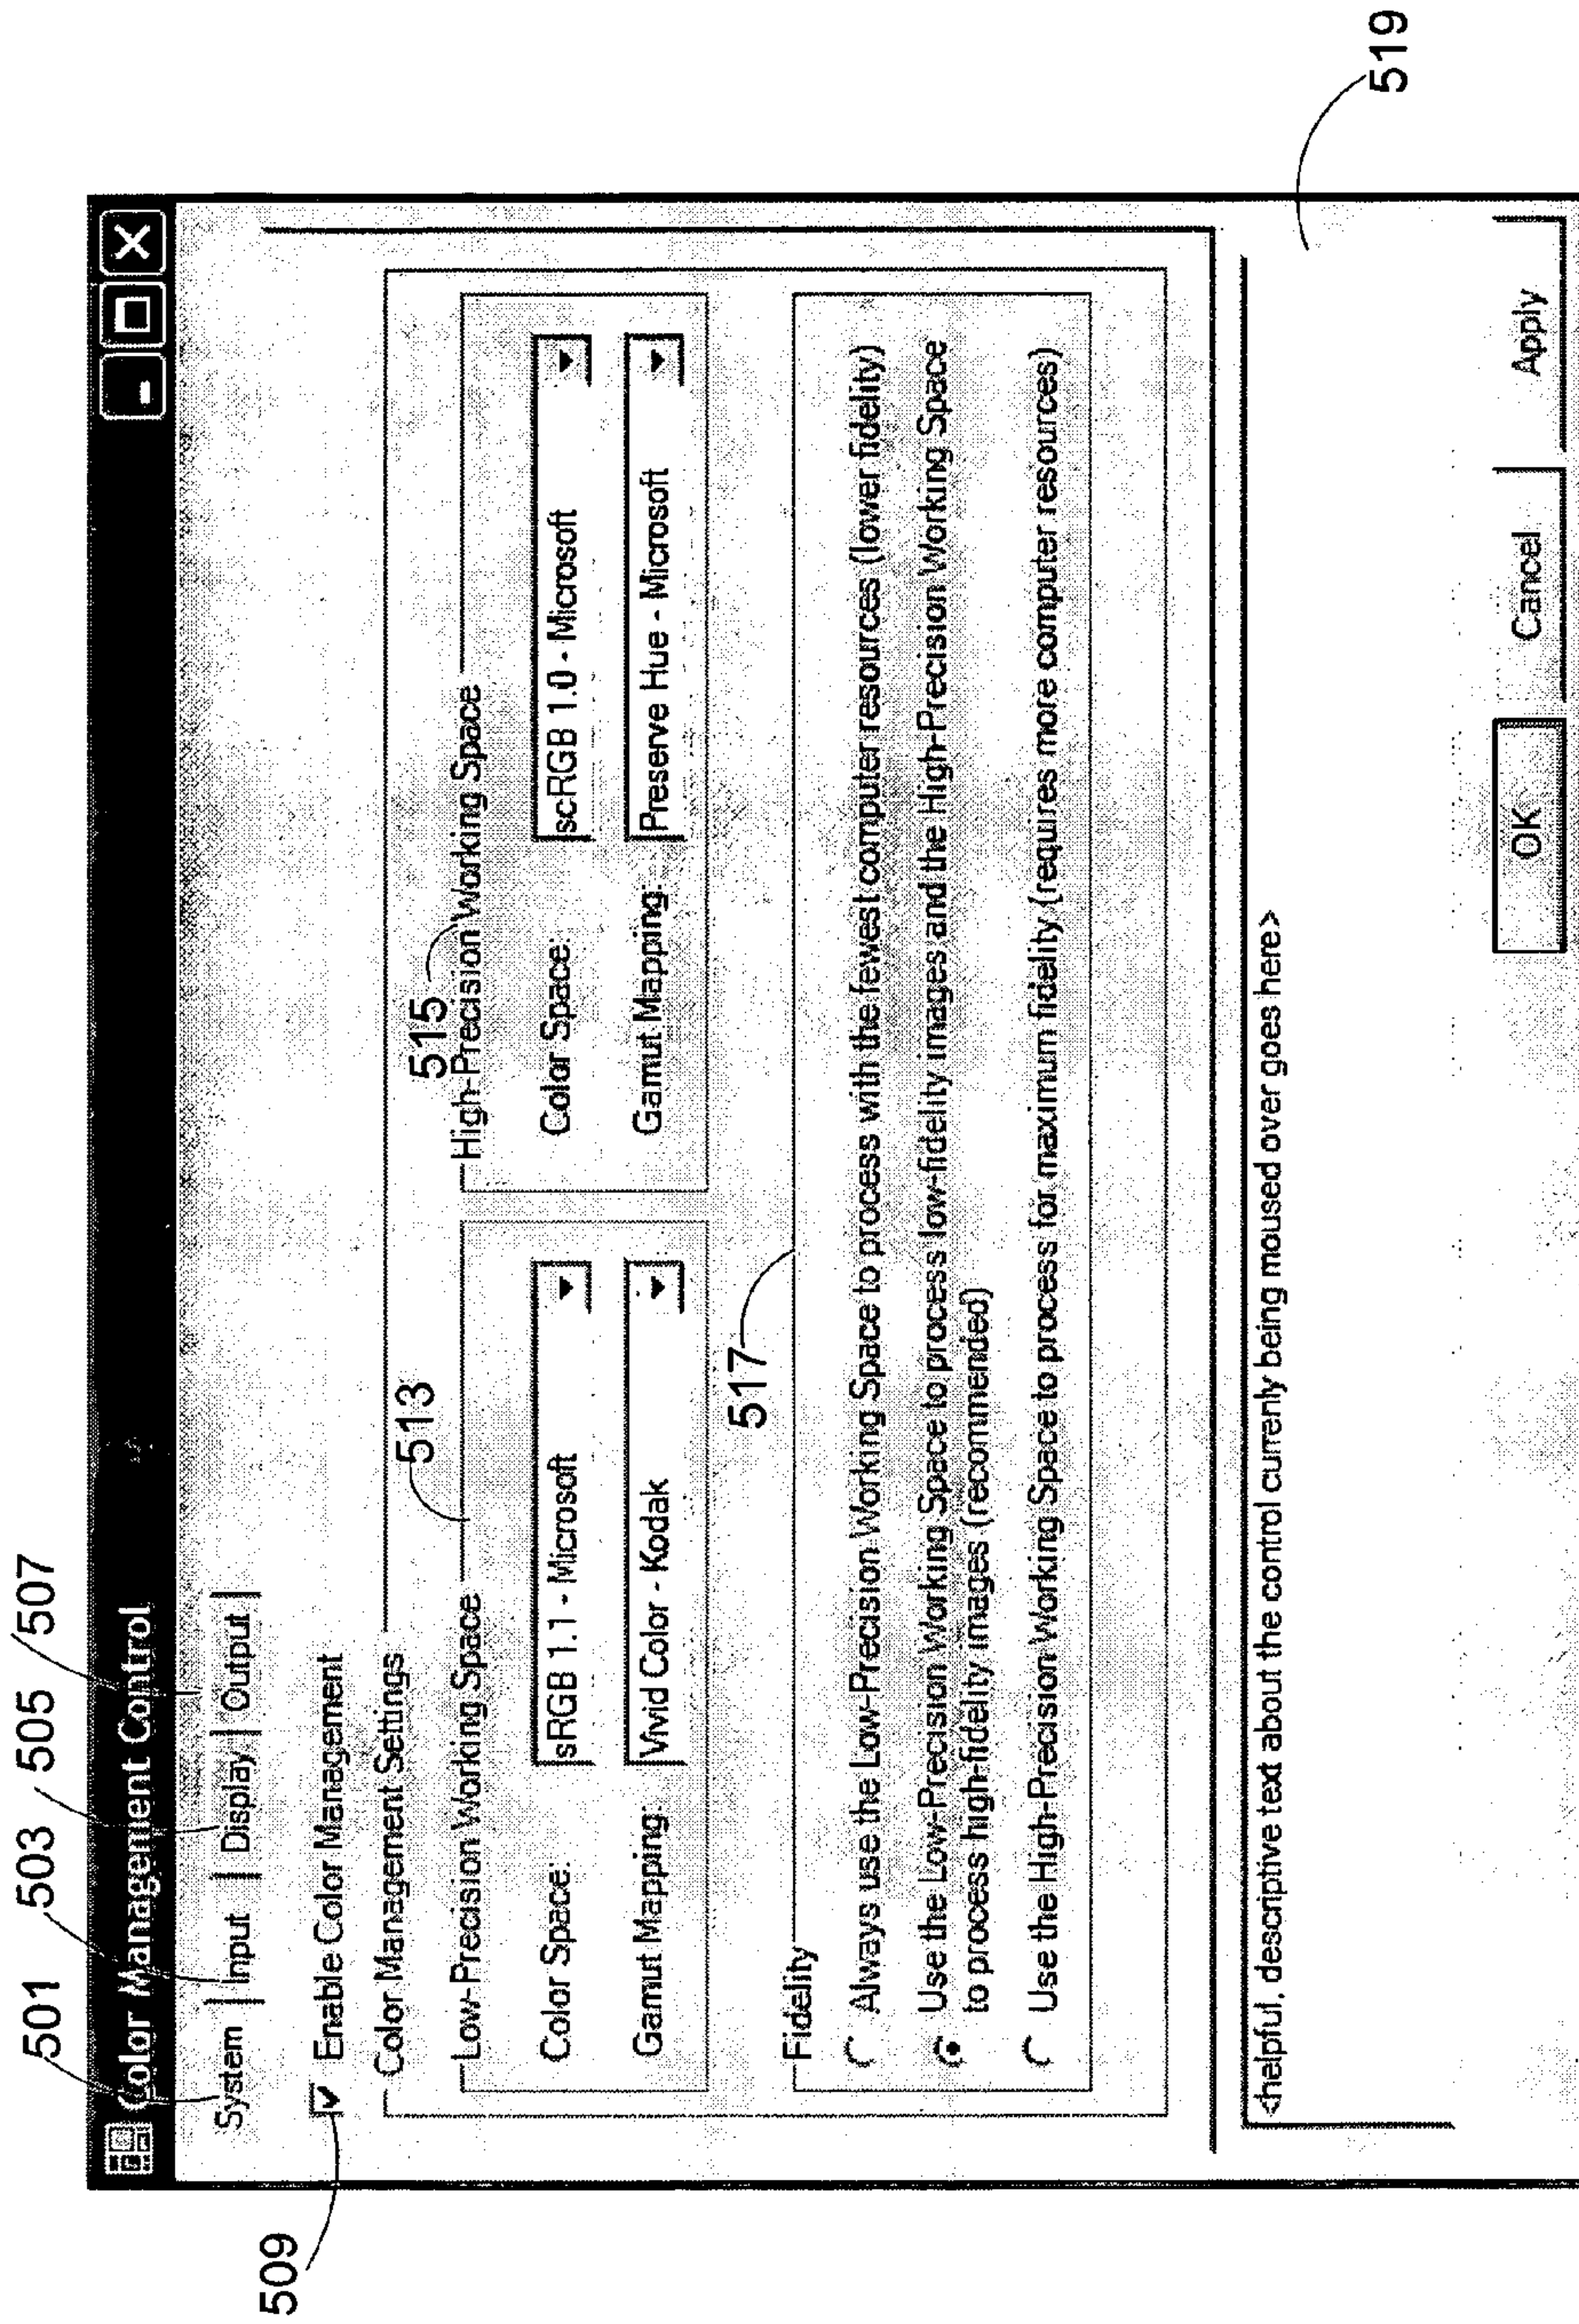 501 503 505 507
Color Management Control
System Input Display Output
509
Enable Color Management
Color Management Settings
513
515
Low-Precision Working Space
Color Space: sRGB 1.1 - Microsoft
Gamut Mapping: Vivid Color - Kodak
High-Precision Working Space
Color Space: scRGB 1.0 - Microsoft
Gamut Mapping: Preserve Hue - Microsoft
517
Fidelity
Always use the Low-Precision Working Space to process with the fewest computer resources (lower fidelity)
Use the Low-Precision Working Space to process low-fidelity images and the High-Precision Working Space
to process high-fidelity images (recommended)
Use the High-Precision Working Space to process for maximum fidelity (requires more computer resources)
<helpful, descriptive text about the control currenly being moused over goes here>
519
OK Cancel Apply